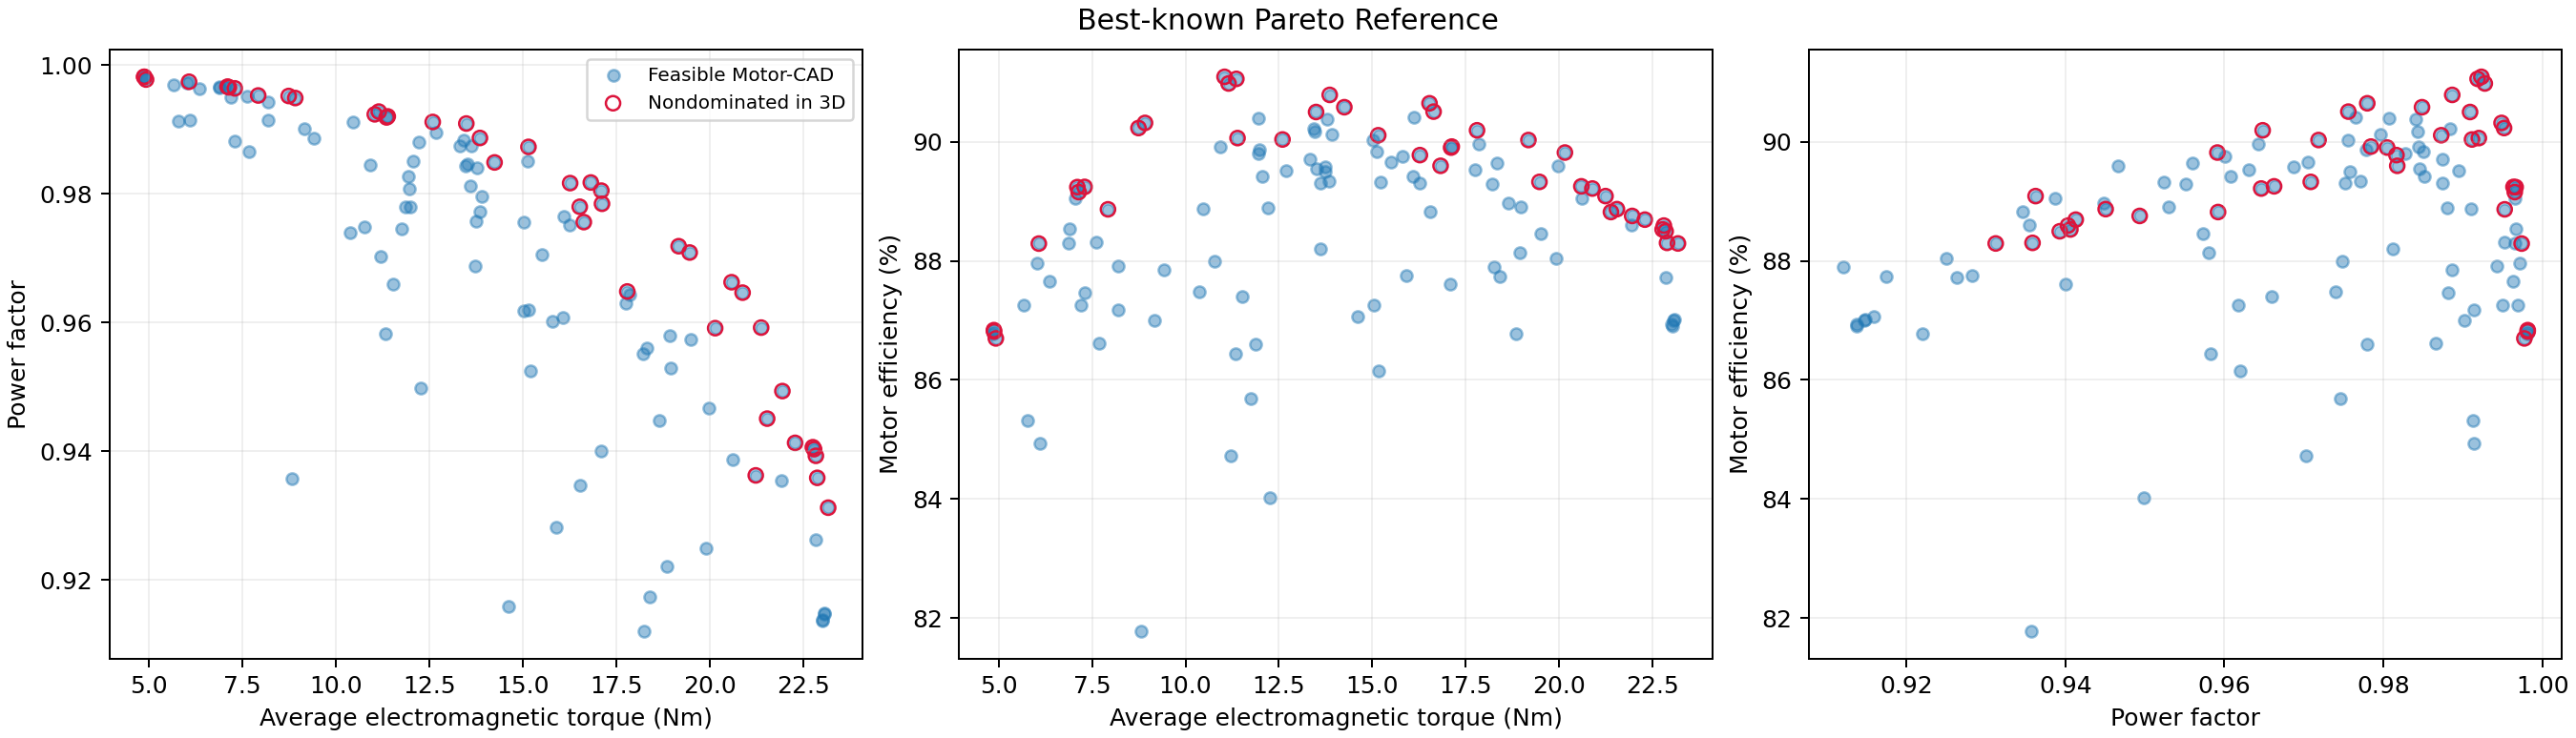 Best-known Pareto Reference
1.00
0.98
0.96
0.94
0.92
Power factor
5.0 7.5 10.0 12.5 15.0 17.5 20.0 22.5
Average electromagnetic torque (Nm)
Feasible Motor-CAD
Nondominated in 3D
90
88
86
84
82
Motor efficiency (%)
5.0 7.5 10.0 12.5 15.0 17.5 20.0 22.5
Average electromagnetic torque (Nm)
90
88
86
84
82
Motor efficiency (%)
0.92 0.94 0.96 0.98 1.00
Power factor